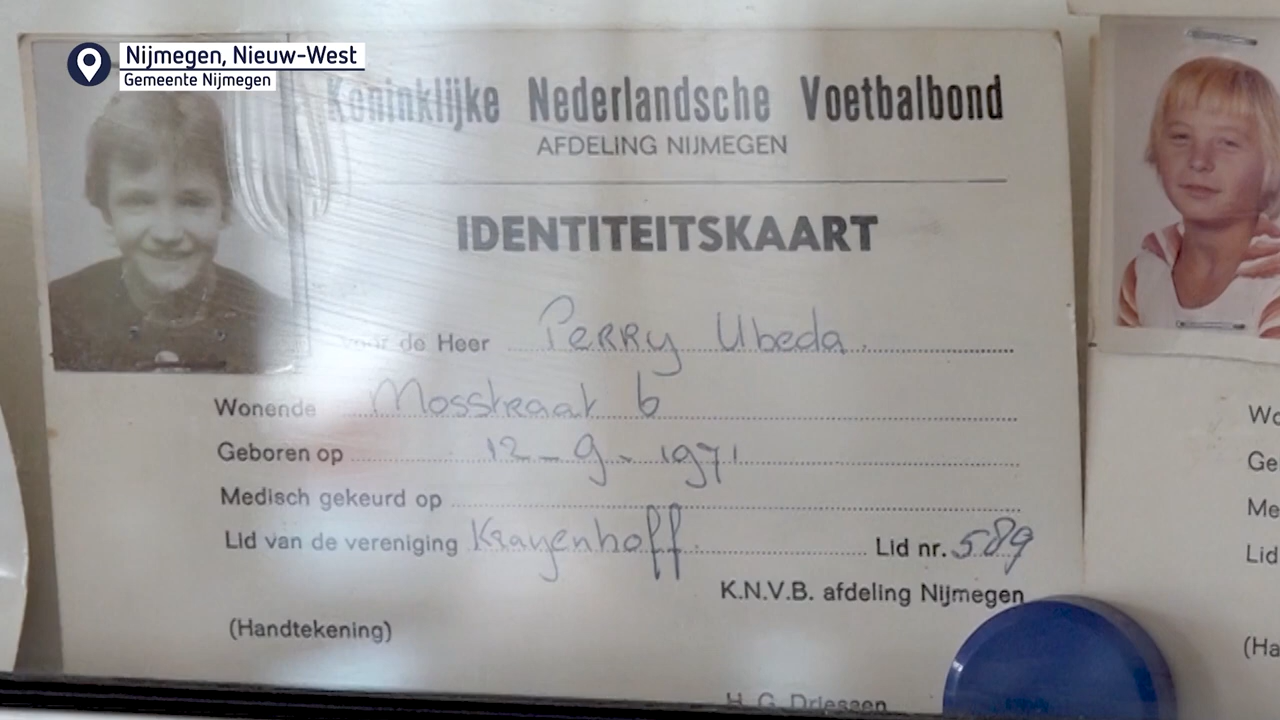 Nijmegen, Nieuw-West
Gemeente Nijmegen
Koninklijke Nederlandsche Voetbalbond
AFDELING NIJMEGEN
IDENTITEITSKAART
voor de Heer Perry Ubeda
Wonende Mosstraat 6
Geboren op 12-9-1971
Medisch gekeurd op
Lid van de vereniging Krayenhoff Lid nr. 589
K.N.V.B. afdeling Nijmegen
(Handtekening)
H. G. Driessen
Wo
Ge
Me
Lid
(Ha